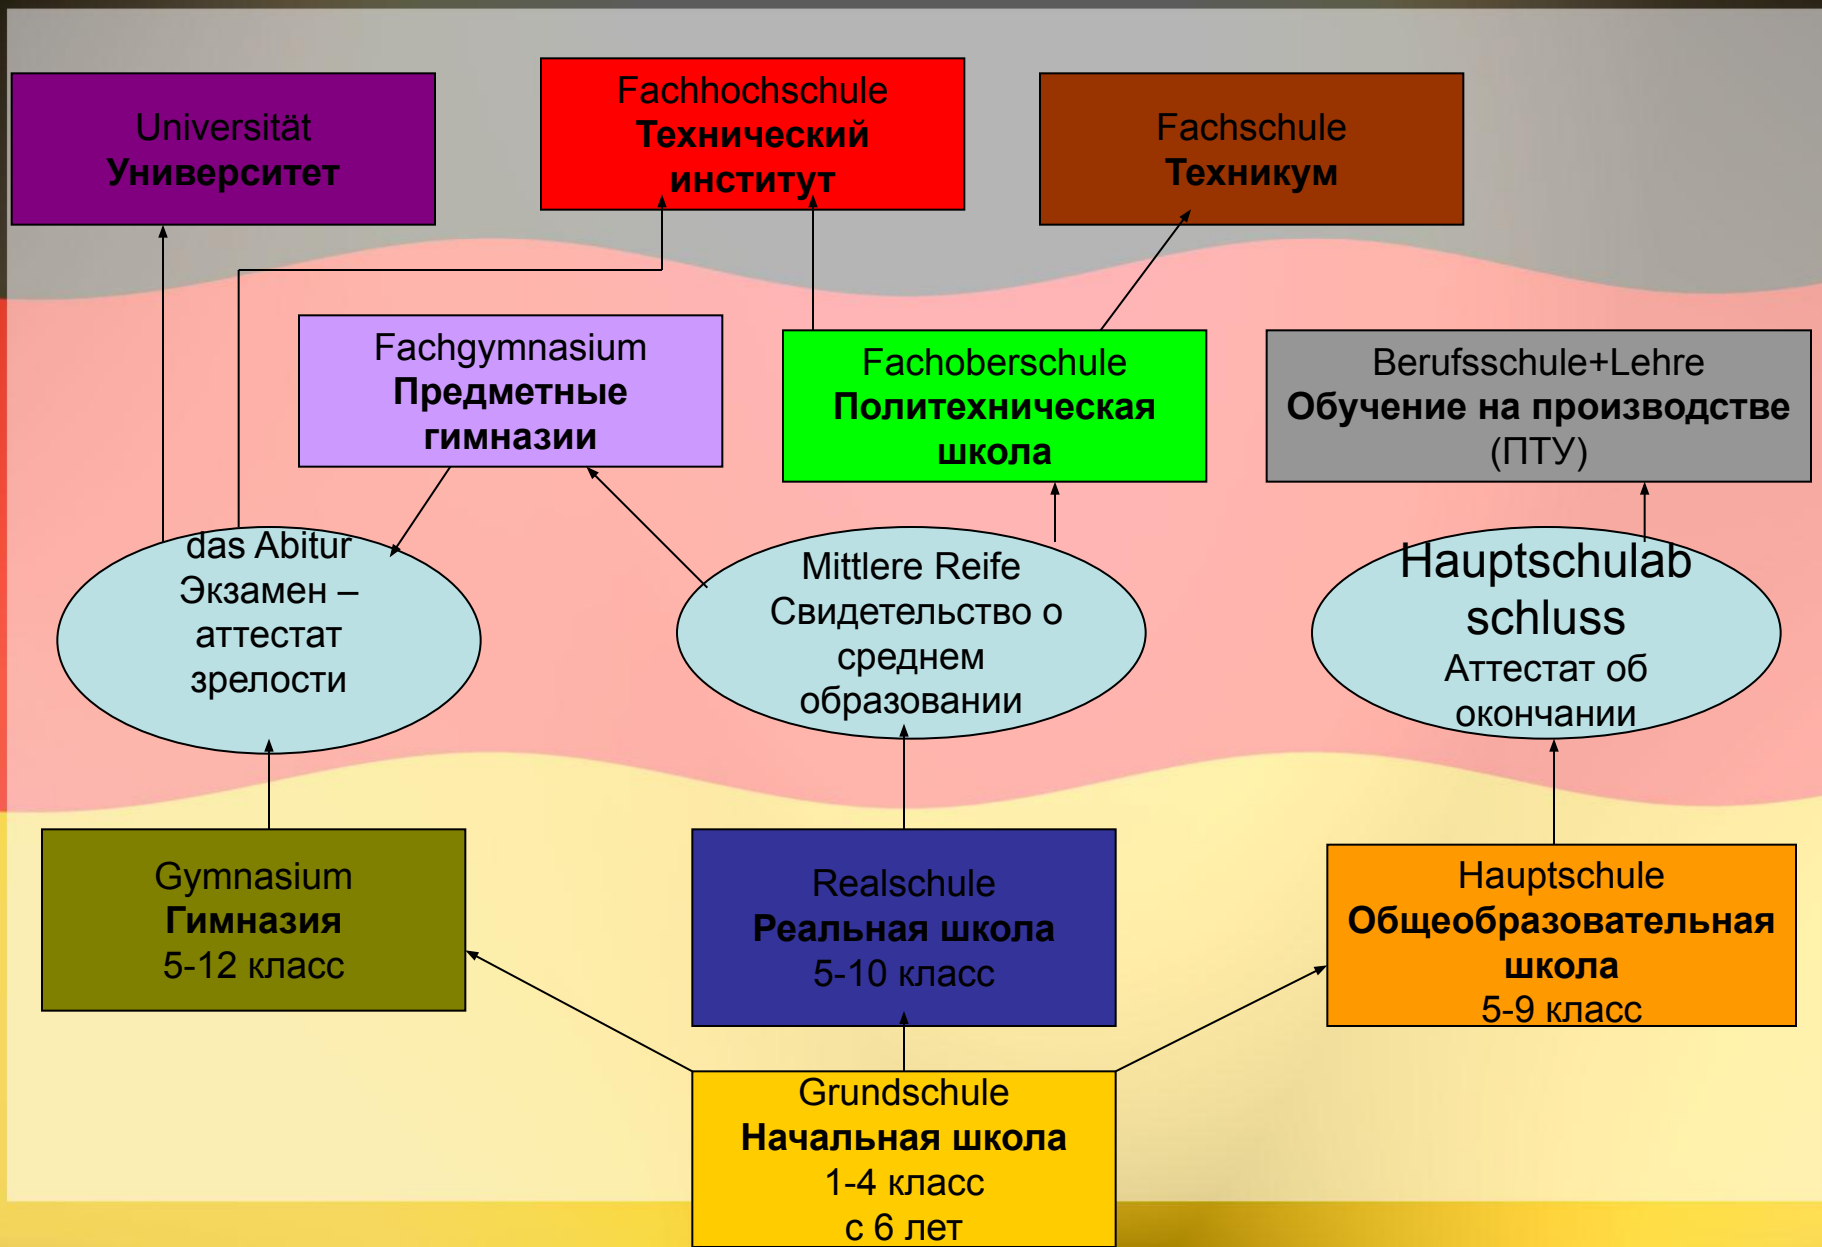 Universität
Университет
Fachhochschule
Технический
институт
Fachschule
Техникум
Fachgymnasium
Предметные
гимназии
Fachoberschule
Политехническая
школа
Berufsschule+Lehre
Обучение на производстве
(ПТУ)
das Abitur
Экзамен –
аттестат
зрелости
Mittlere Reife
Свидетельство о
среднем
образовании
Hauptschulab
schluss
Аттестат об
окончании
Gymnasium
Гимназия
5-12 класс
Realschule
Реальная школа
5-10 класс
Hauptschule
Общеобразовательная
школа
5-9 класс
Grundschule
Начальная школа
1-4 класс
с 6 лет